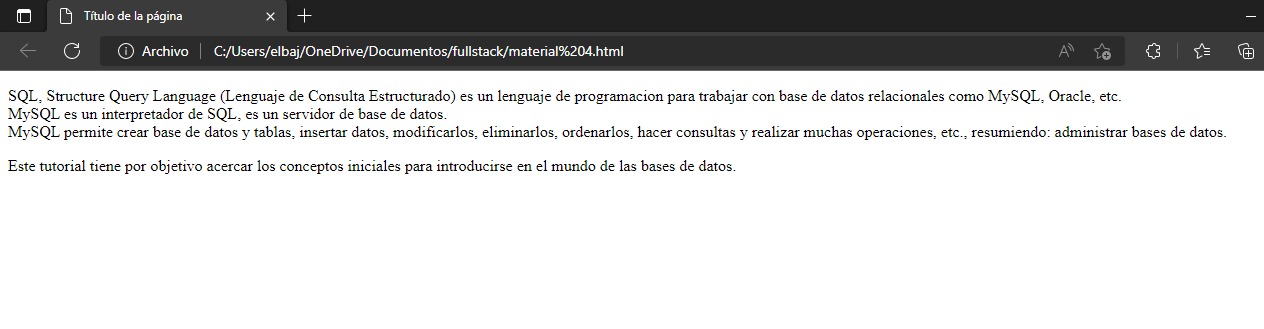 Título de la página
Archivo C:/Users/elbaj/OneDrive/Documentos/fullstack/material%204.html
SQL, Structure Query Language (Lenguaje de Consulta Estructurado) es un lenguaje de programacion para trabajar con base de datos relacionales como MySQL, Oracle, etc.
MySQL es un interpretador de SQL, es un servidor de base de datos.
MySQL permite crear base de datos y tablas, insertar datos, modificarlos, eliminarlos, ordenarlos, hacer consultas y realizar muchas operaciones, etc., resumiendo: administrar bases de datos.
Este tutorial tiene por objetivo acercar los conceptos iniciales para introducirse en el mundo de las bases de datos.